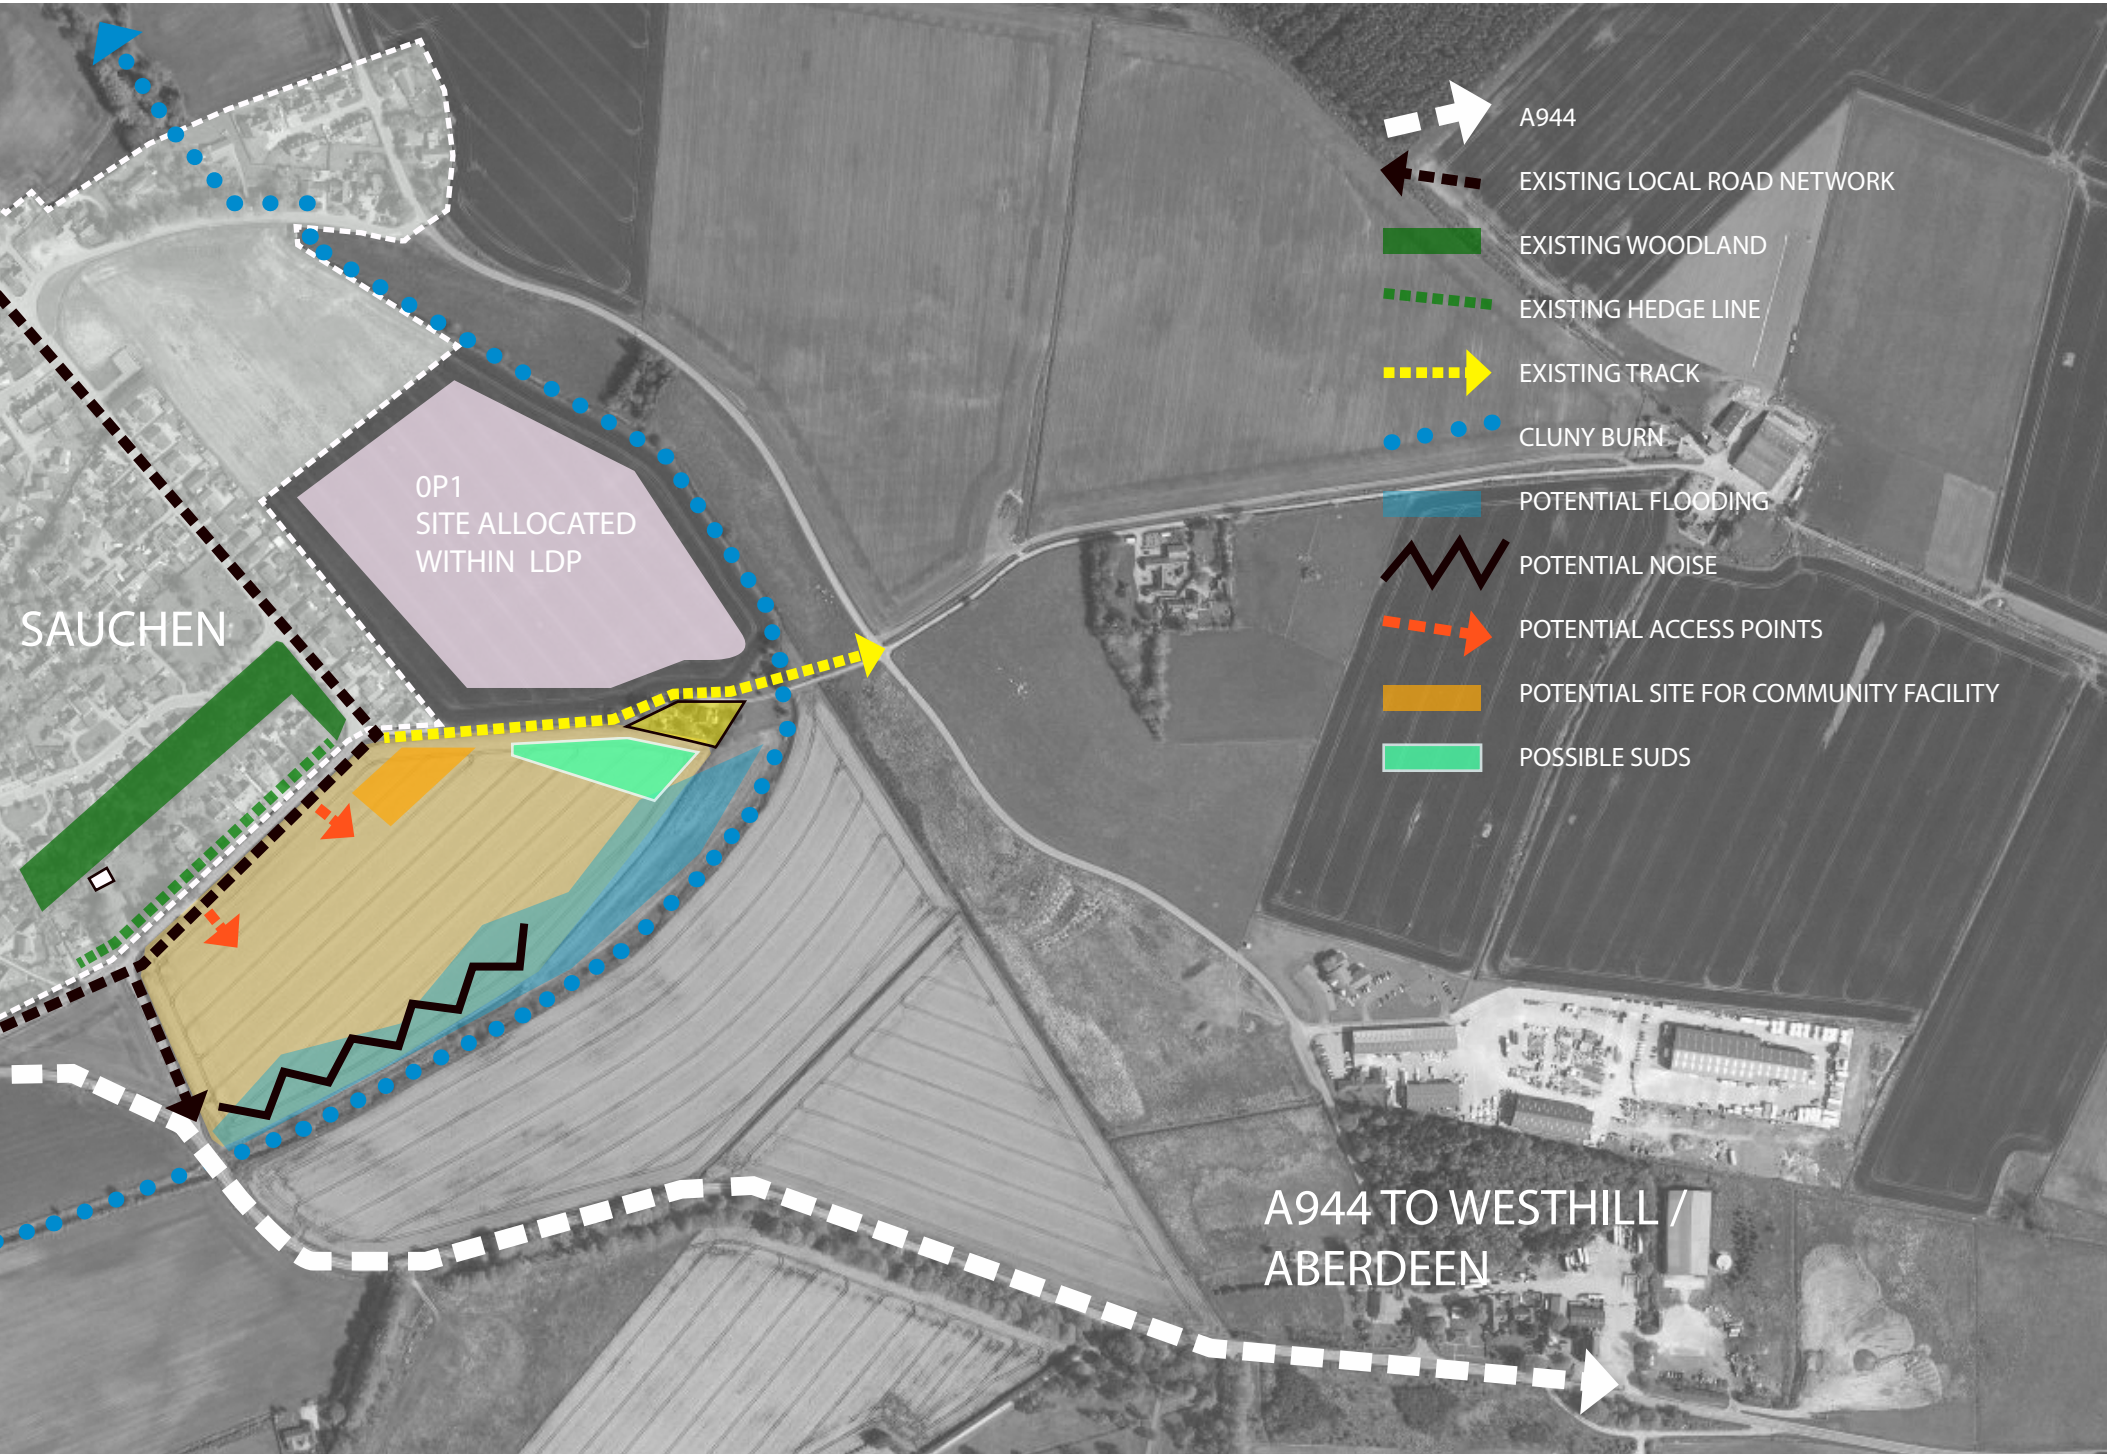 A944
EXISTING LOCAL ROAD NETWORK
EXISTING WOODLAND
EXISTING HEDGE LINE
EXISTING TRACK
CLUNY BURN
POTENTIAL FLOODING
POTENTIAL NOISE
POTENTIAL ACCESS POINTS
POTENTIAL SITE FOR COMMUNITY FACILITY
POSSIBLE SUDS
0P1
SITE ALLOCATED
WITHIN LDP
SAUCHEN
A944 TO WESTHILL /
ABERDEEN